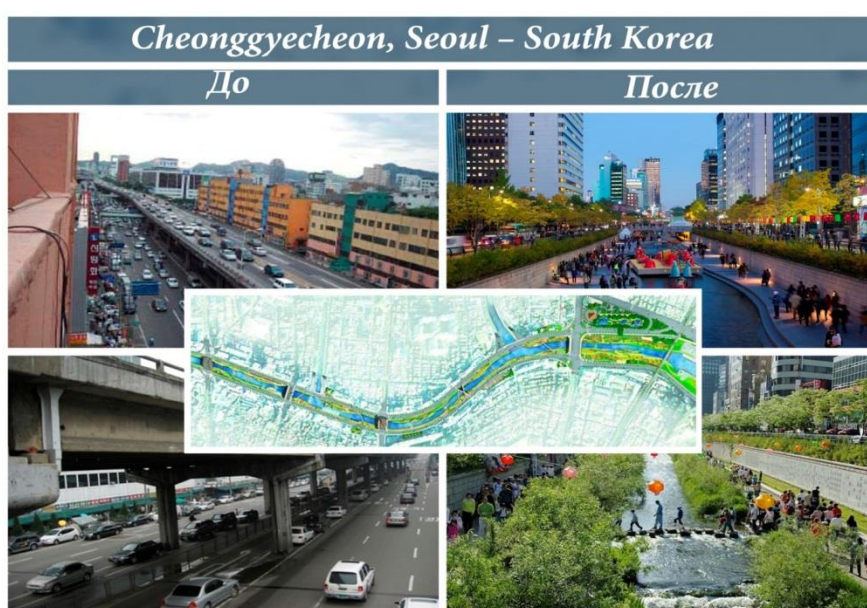 Cheonggyecheon, Seoul – South Korea
До
После